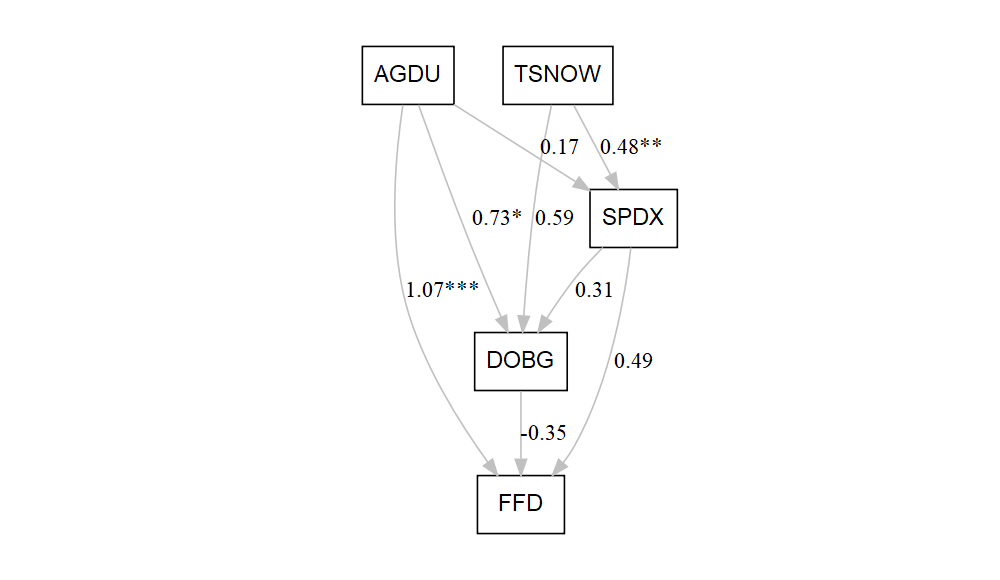 AGDU
TSNOW
0.17
0.48**
SPDX
0.73*
0.59
1.07***
0.31
DOBG
0.49
-0.35
FFD